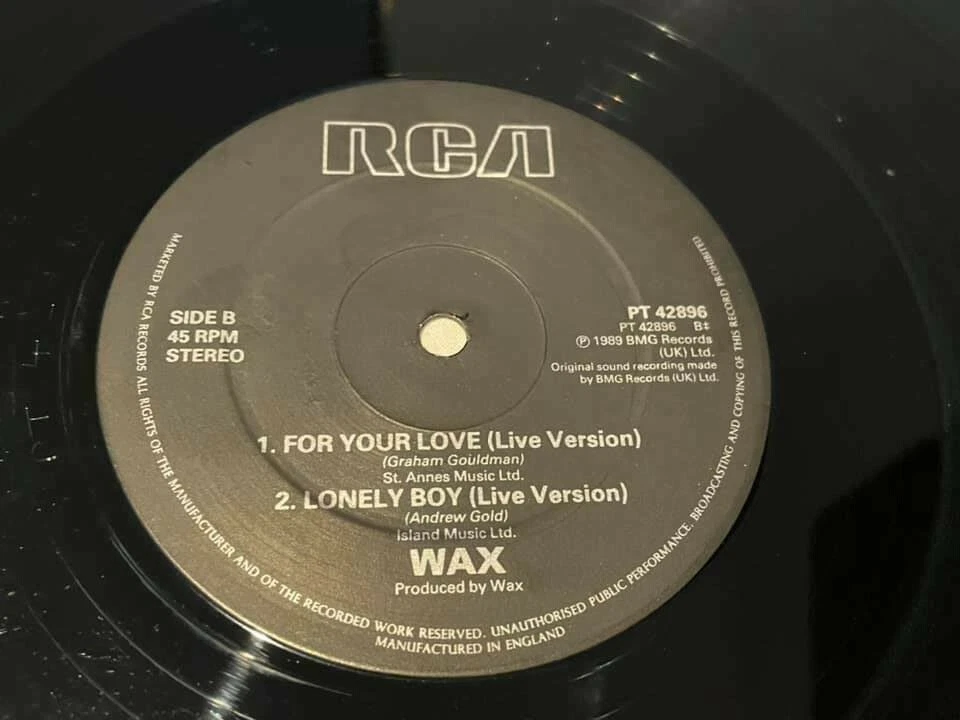 RCA
SIDE B
45 RPM
STEREO
PT 42896
PT 42896 B‡
Ⓟ 1989 BMG Records
(UK) Ltd.
Original sound recording made
by BMG Records (UK) Ltd.
1. FOR YOUR LOVE (Live Version)
(Graham Gouldman)
St. Annes Music Ltd.
2. LONELY BOY (Live Version)
(Andrew Gold)
Island Music Ltd.
WAX
Produced by Wax
MARKETED BY RCA RECORDS ALL RIGHTS OF THE MANUFACTURER AND OF THE RECORDED WORK RESERVED. UNAUTHORISED PUBLIC PERFORMANCE, BROADCASTING AND COPYING OF THIS RECORD PROHIBITED
MANUFACTURED IN ENGLAND